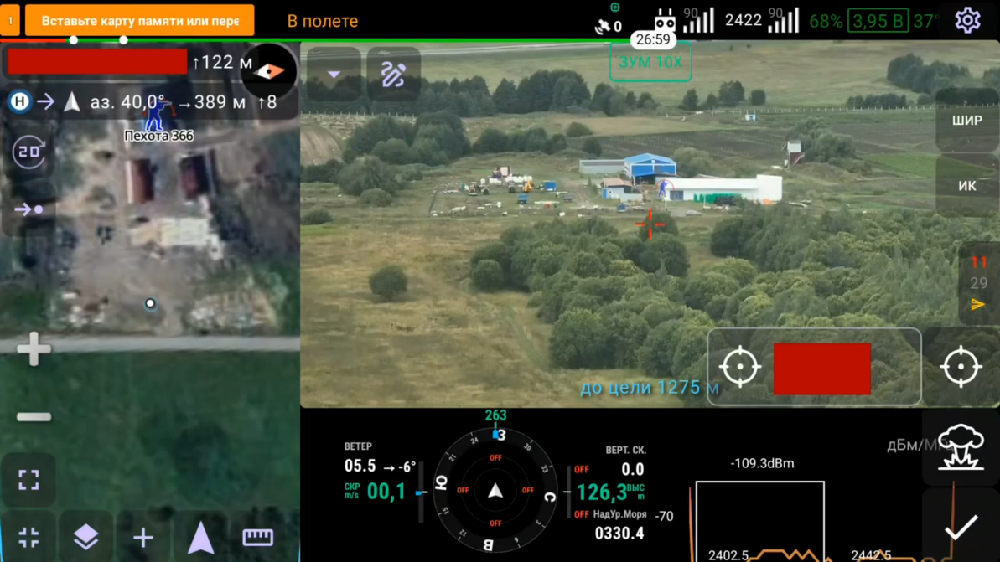 1 Вставьте карту памяти или пере
В полете
0
90
2422
90
68%
3,95 В
37°
26:59
ЗУМ 10X
↑122 м
H → аз. 40,0° →389 м ↑8
Пехота 366
2D
ШИР
ИК
11
29
до цели 1275 м
263
ВЕТЕР
05.5 → -6°
СКР
m/s
00,1
З
30
33
С
3
6
В
12
15
Ю
21
24
OFF
OFF
OFF
OFF
ВЕРТ. СК.
OFF 0.0
126,3 ВЫС
m
OFF НадУр.Моря
0330.4
-70
-109.3dBm
дБм/М
2402.5
2442.5